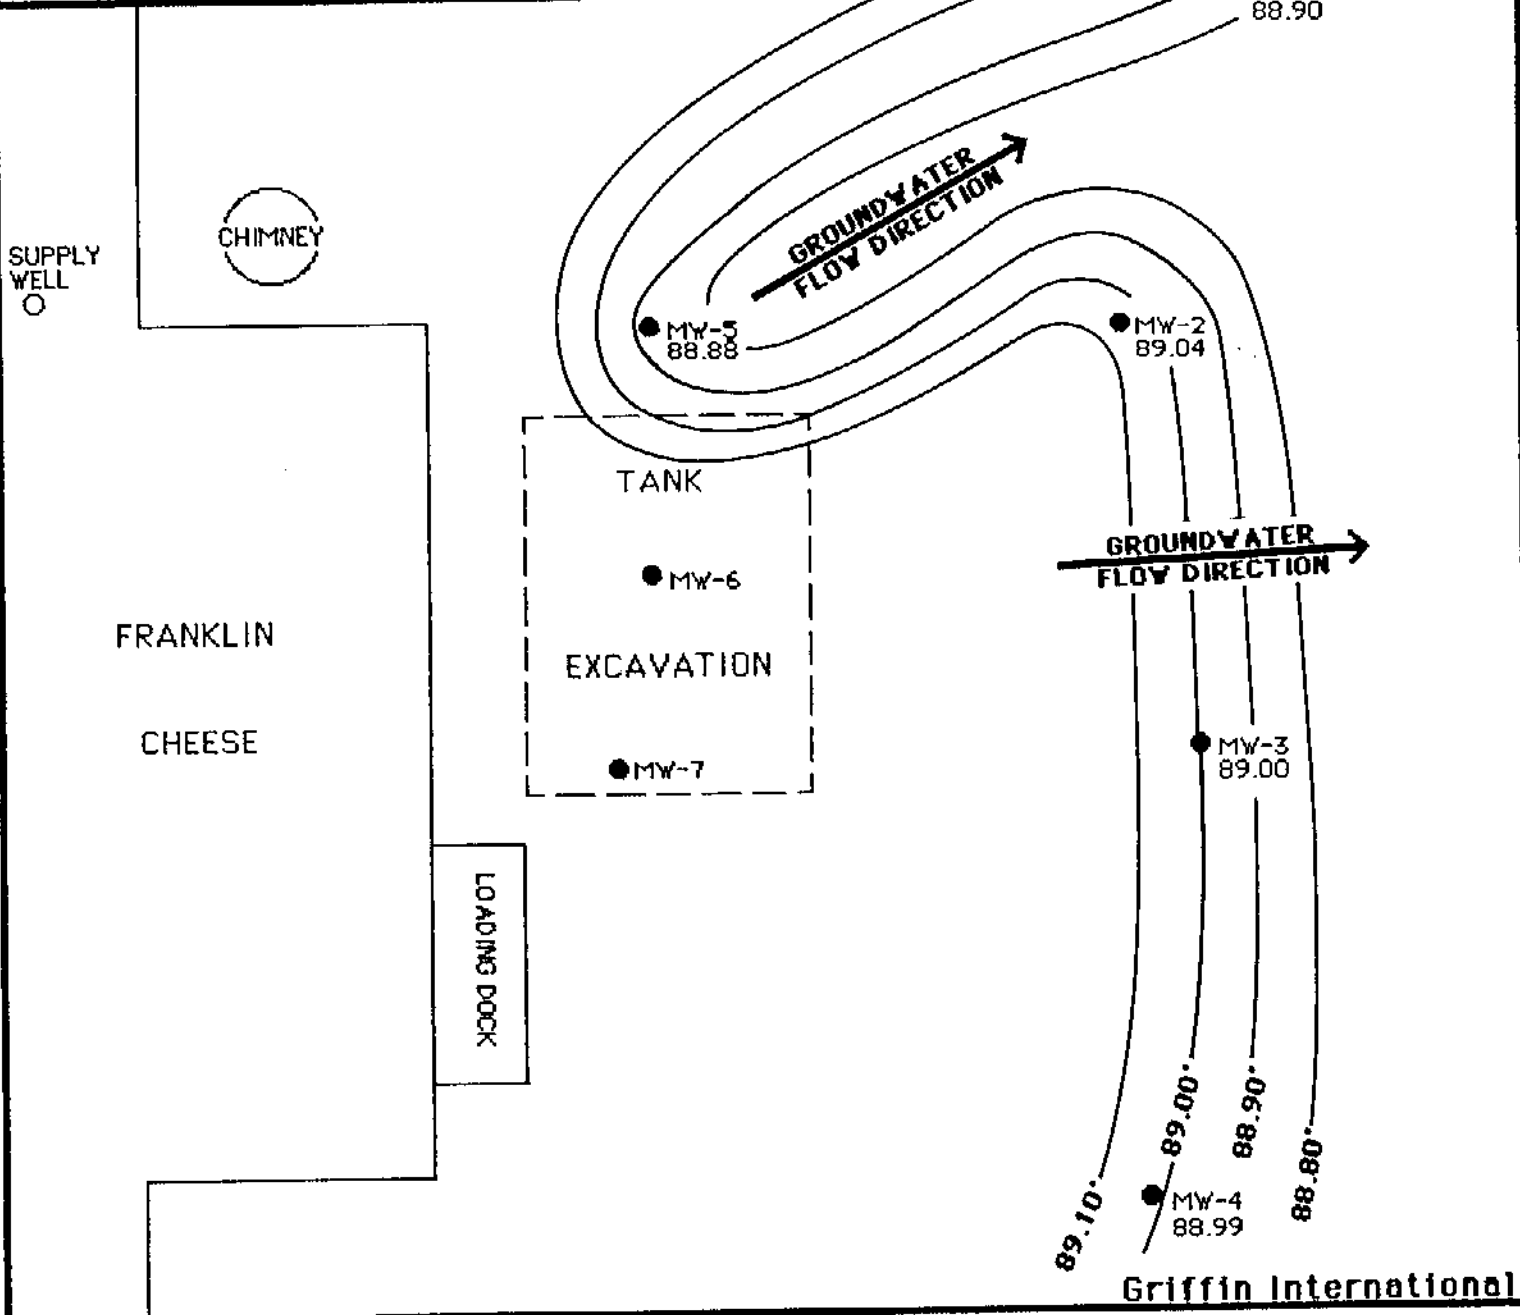 88.90
GROUNDWATER
FLOW DIRECTION
CHIMNEY
SUPPLY
WELL
MW-5
88.88
MW-2
89.04
TANK
GROUNDWATER
FLOW DIRECTION
MW-6
FRANKLIN
EXCAVATION
CHEESE
MW-3
89.00
MW-7
LOADING DOCK
89.10'
89.00'
88.90'
88.80'
MW-4
88.99
Griffin International